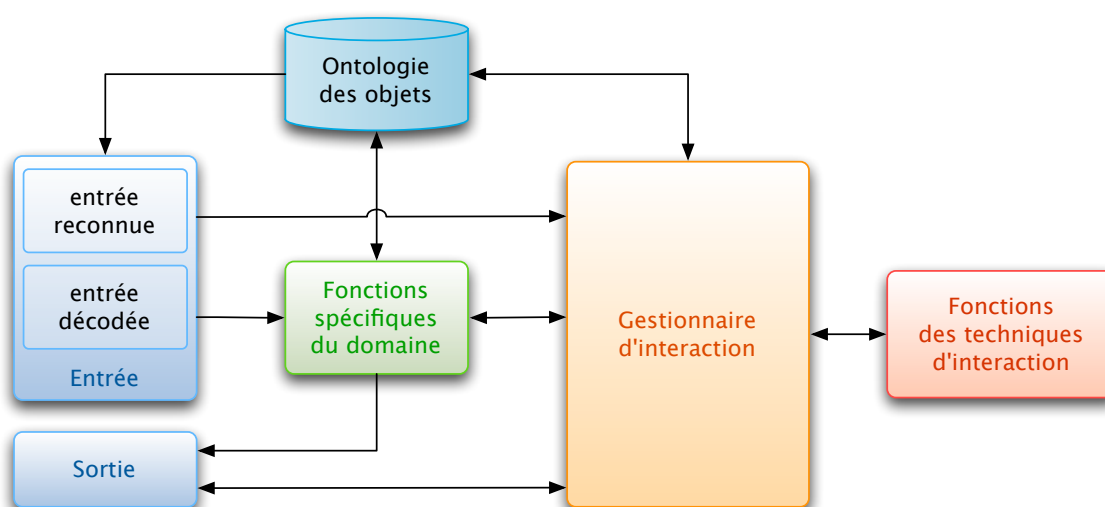 Ontologie
des objets
entrée
reconnue
entrée
décodée
Entrée
Fonctions
spécifiques
du domaine
Gestionnaire
d'interaction
Fonctions
des techniques
d'interaction
Sortie